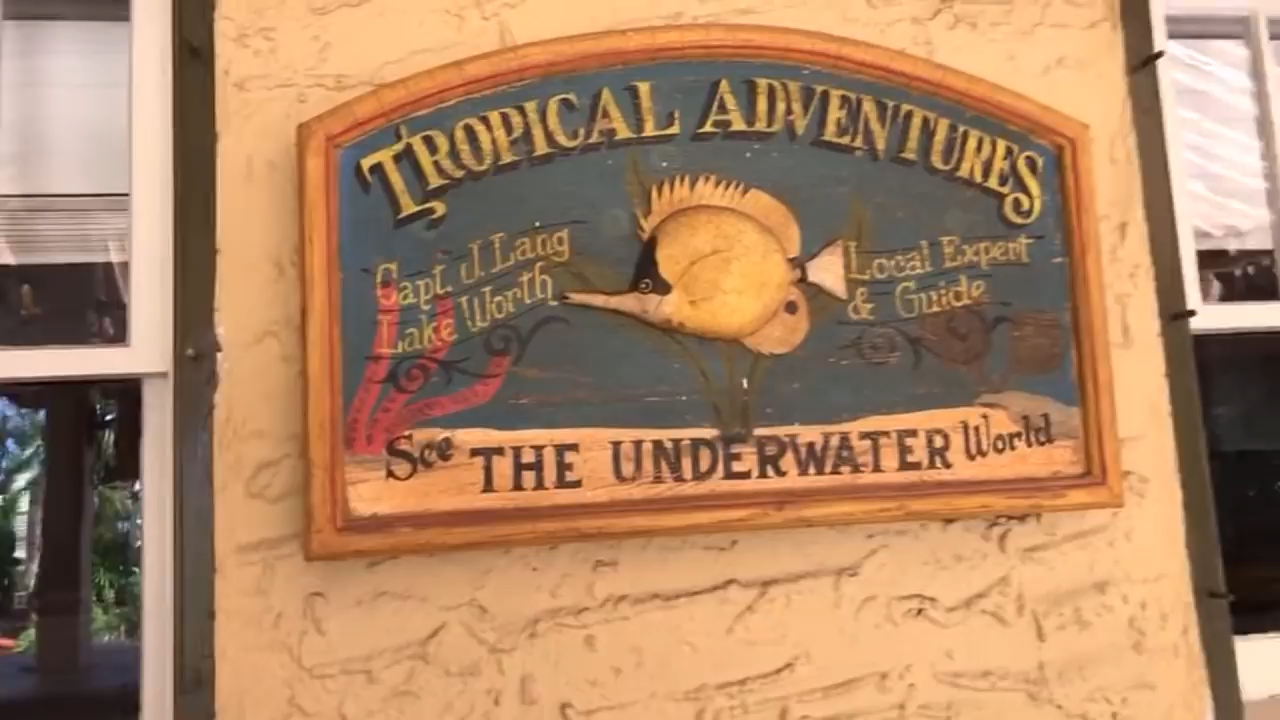 TROPICAL ADVENTURES
Capt. J. Lang
Lake Worth
Local Expert
& Guide
See THE UNDERWATER World